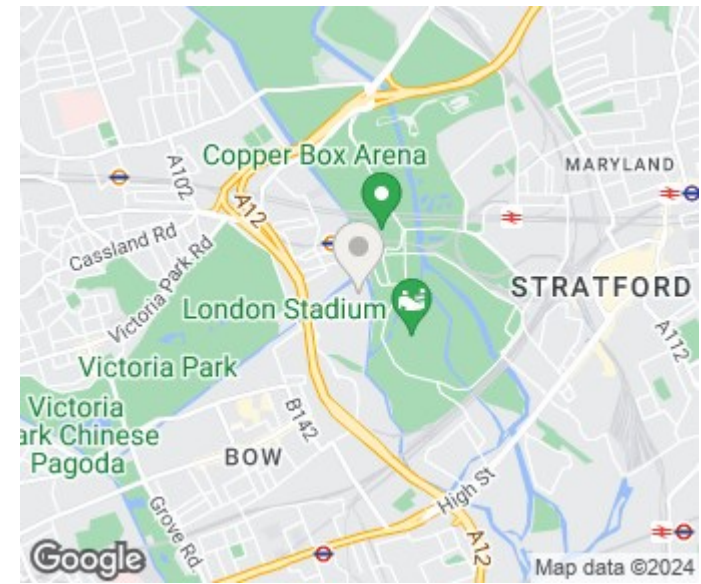 Copper Box Arena
MARYLAND
A102
A12
Cassland Rd
Victoria Park Rd
London Stadium
STRATFORD
A112
Victoria Park
Victoria
ark Chinese
Pagoda
B142
BOW
High St
Grove Rd
A12
Google
Map data ©2024